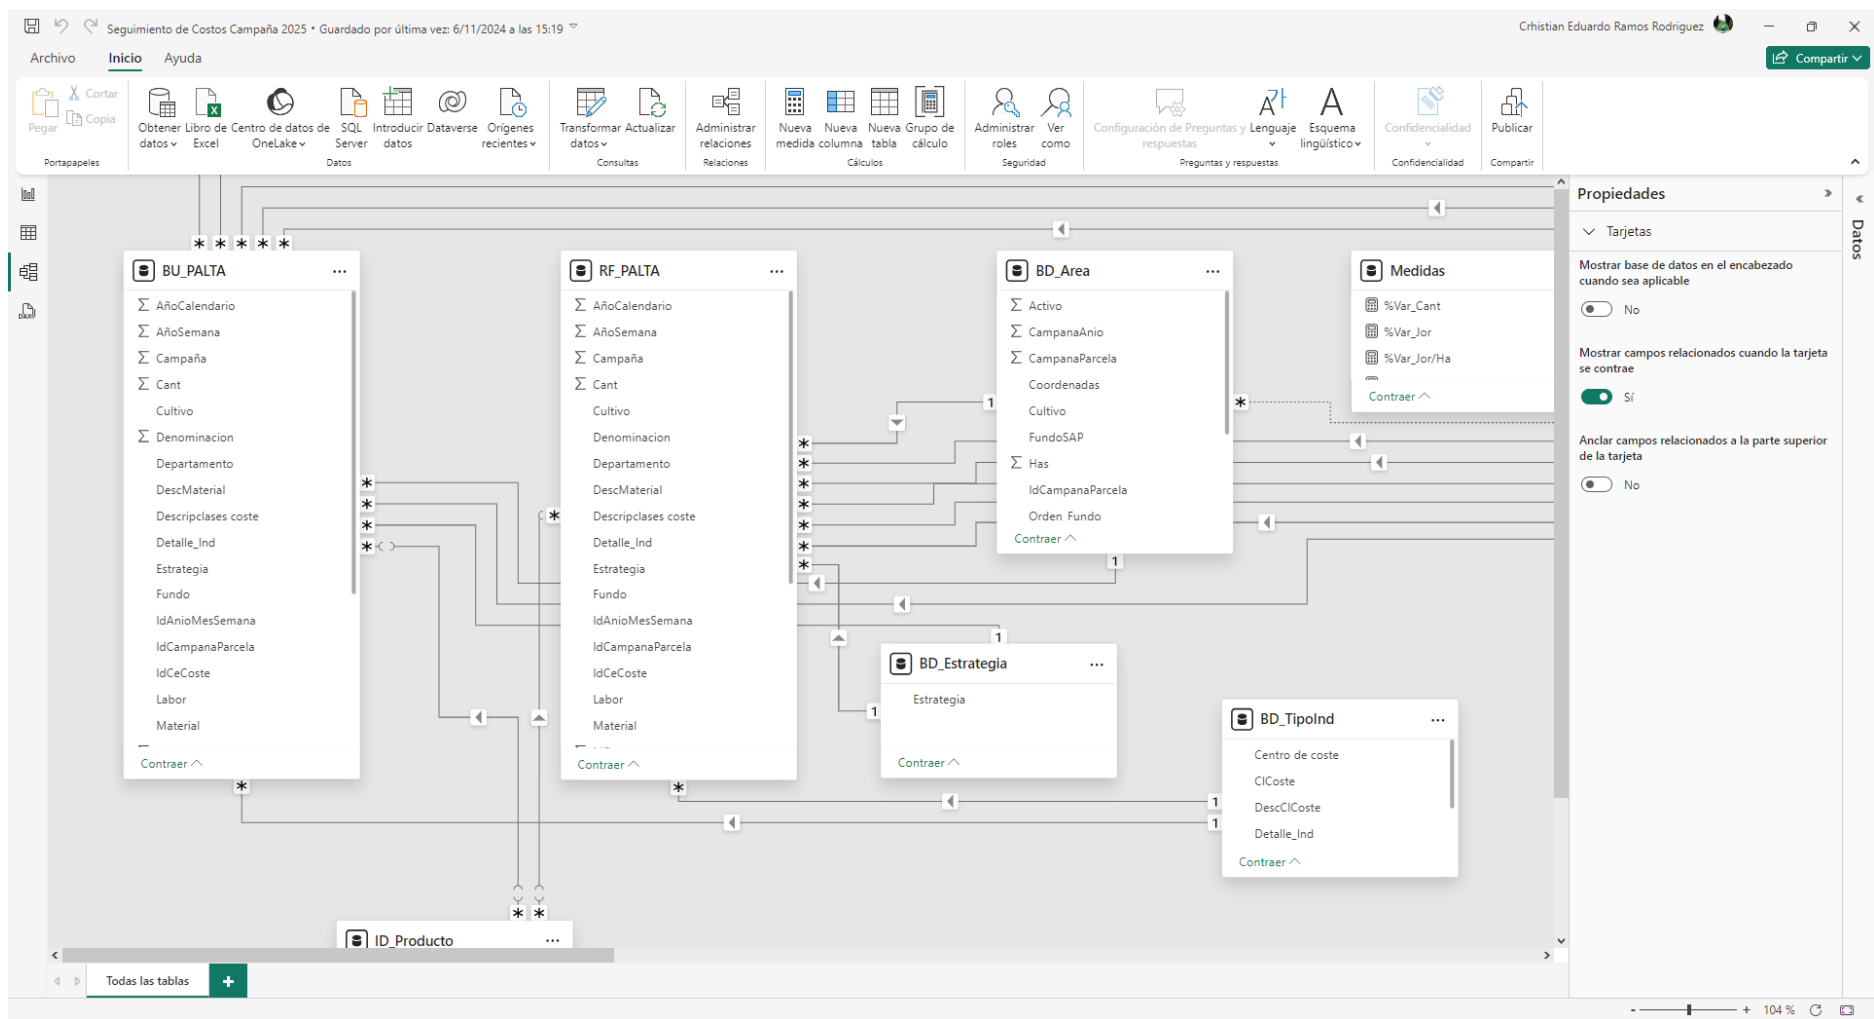 Seguimiento de Costos Campaña 2025 • Guardado por última vez: 6/11/2024 a las 15:19
Crhistian Eduardo Ramos Rodriguez
Archivo
Inicio
Ayuda
Compartir
Pegar
Cortar
Copia
Portapapeles
Obtener datos
Libro de Excel
Centro de datos de OneLake
SQL Server
Introducir datos
Dataverse
Orígenes recientes
Datos
Transformar datos
Actualizar
Consultas
Administrar relaciones
Relaciones
Nueva medida
Nueva columna
Nueva tabla
Grupo de cálculo
Cálculos
Administrar roles
Ver como
Seguridad
Configuración de Preguntas y respuestas
Lenguaje
Esquema lingüístico
Preguntas y respuestas
Confidencialidad
Confidencialidad
Publicar
Compartir
BU_PALTA
AñoCalendario
AñoSemana
Campaña
Cant
Cultivo
Denominacion
Departamento
DescMaterial
Descripclases coste
Detalle_Ind
Estrategia
Fundo
IdAnioMesSemana
IdCampanaParcela
IdCeCoste
Labor
Material
Contraer
RF_PALTA
AñoCalendario
AñoSemana
Campaña
Cant
Cultivo
Denominacion
Departamento
DescMaterial
Descripclases coste
Detalle_Ind
Estrategia
Fundo
IdAnioMesSemana
IdCampanaParcela
IdCeCoste
Labor
Material
Contraer
BD_Area
Activo
CampanaAnio
CampanaParcela
Coordenadas
Cultivo
FundoSAP
Has
IdCampanaParcela
Orden Fundo
Contraer
Medidas
%Var_Cant
%Var_Jor
%Var_Jor/Ha
Contraer
BD_Estrategia
Estrategia
Contraer
BD_TipoInd
Centro de coste
ClCoste
DescClCoste
Detalle_Ind
Contraer
ID_Producto
1
1
1
1
1
1
Propiedades
Tarjetas
Mostrar base de datos en el encabezado
cuando sea aplicable
No
Mostrar campos relacionados cuando la tarjeta
se contrae
Sí
Anclar campos relacionados a la parte superior
de la tarjeta
No
Datos
Todas las tablas
104 %